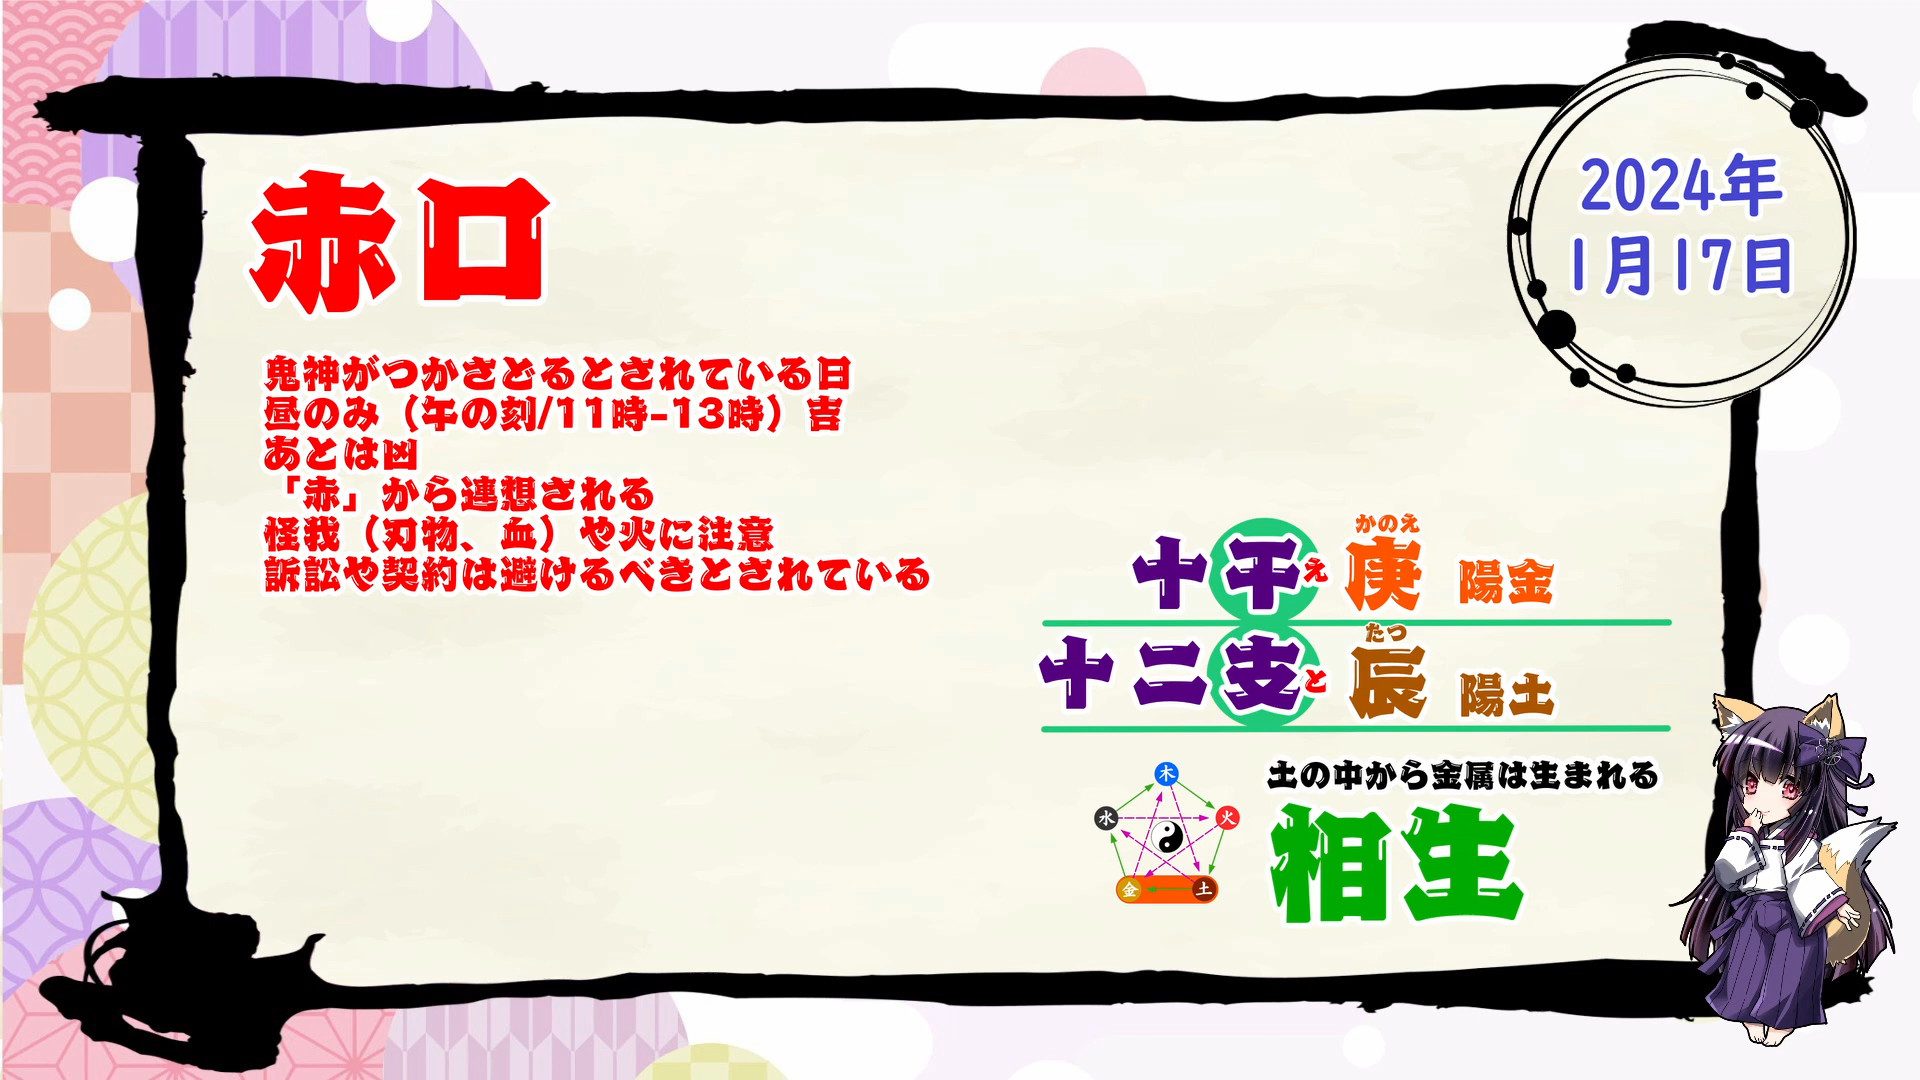 2024年
1月17日
赤口
鬼神がつかさどるとされている日
昼のみ（午の刻/11時-13時）吉
あとは凶
「赤」から連想される
怪我（刃物、血）や火に注意
訴訟や契約は避けるべきとされている
かのえ
十干え 庚 陽金
たつ
十二支と 辰 陽土
土の中から金属は生まれる
相生
木
水 火
金 土